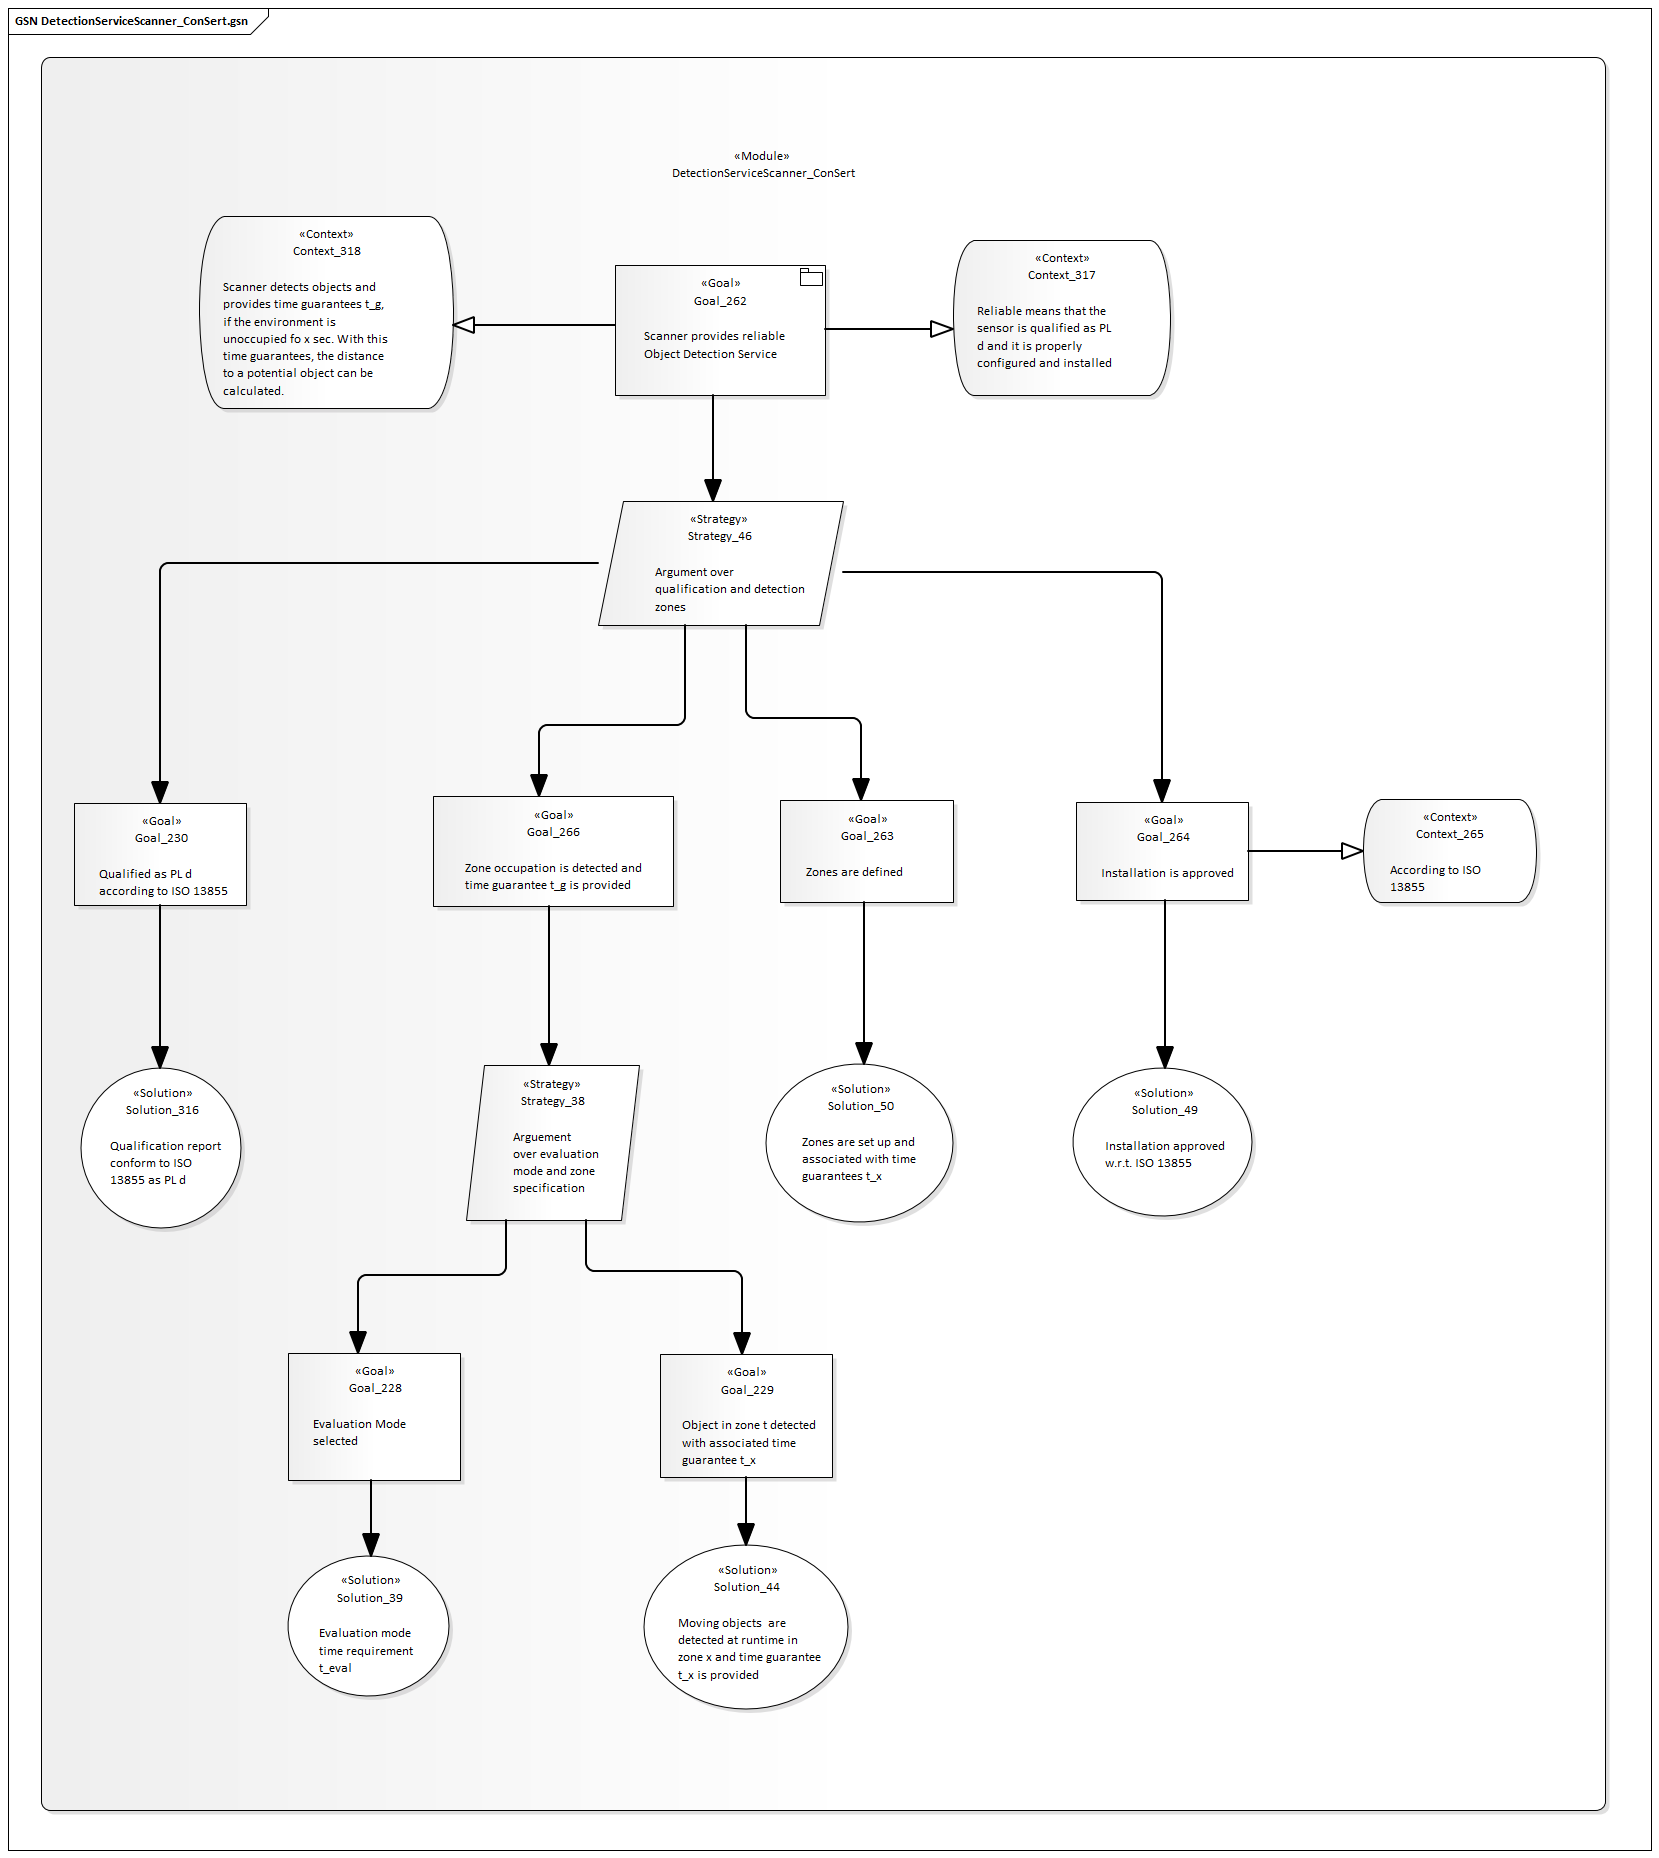 GSN DetectionServiceScanner_ConSert.gsn
«Module»
DetectionServiceScanner_ConSert
«Context»
Context_318
Scanner detects objects and
provides time guarantees t_g,
if the environment is
unoccupied fo x sec. With this
time guarantees, the distance
to a potential object can be
calculated.
«Goal»
Goal_262
Scanner provides reliable
Object Detection Service
«Context»
Context_317
Reliable means that the
sensor is qualified as PL
d and it is properly
configured and installed
«Strategy»
Strategy_46
Argument over
qualification and detection
zones
«Goal»
Goal_230
Qualified as PL d
according to ISO 13855
«Goal»
Goal_266
Zone occupation is detected and
time guarantee t_g is provided
«Goal»
Goal_263
Zones are defined
«Goal»
Goal_264
Installation is approved
«Context»
Context_265
According to ISO
13855
«Solution»
Solution_316
Qualification report
conform to ISO
13855 as PL d
«Strategy»
Strategy_38
Arguement
over evaluation
mode and zone
specification
«Solution»
Solution_50
Zones are set up and
associated with time
guarantees t_x
«Solution»
Solution_49
Installation approved
w.r.t. ISO 13855
«Goal»
Goal_228
Evaluation Mode
selected
«Goal»
Goal_229
Object in zone t detected
with associated time
guarantee t_x
«Solution»
Solution_39
Evaluation mode
time requirement
t_eval
«Solution»
Solution_44
Moving objects  are
detected at runtime in
zone x and time guarantee
t_x is provided